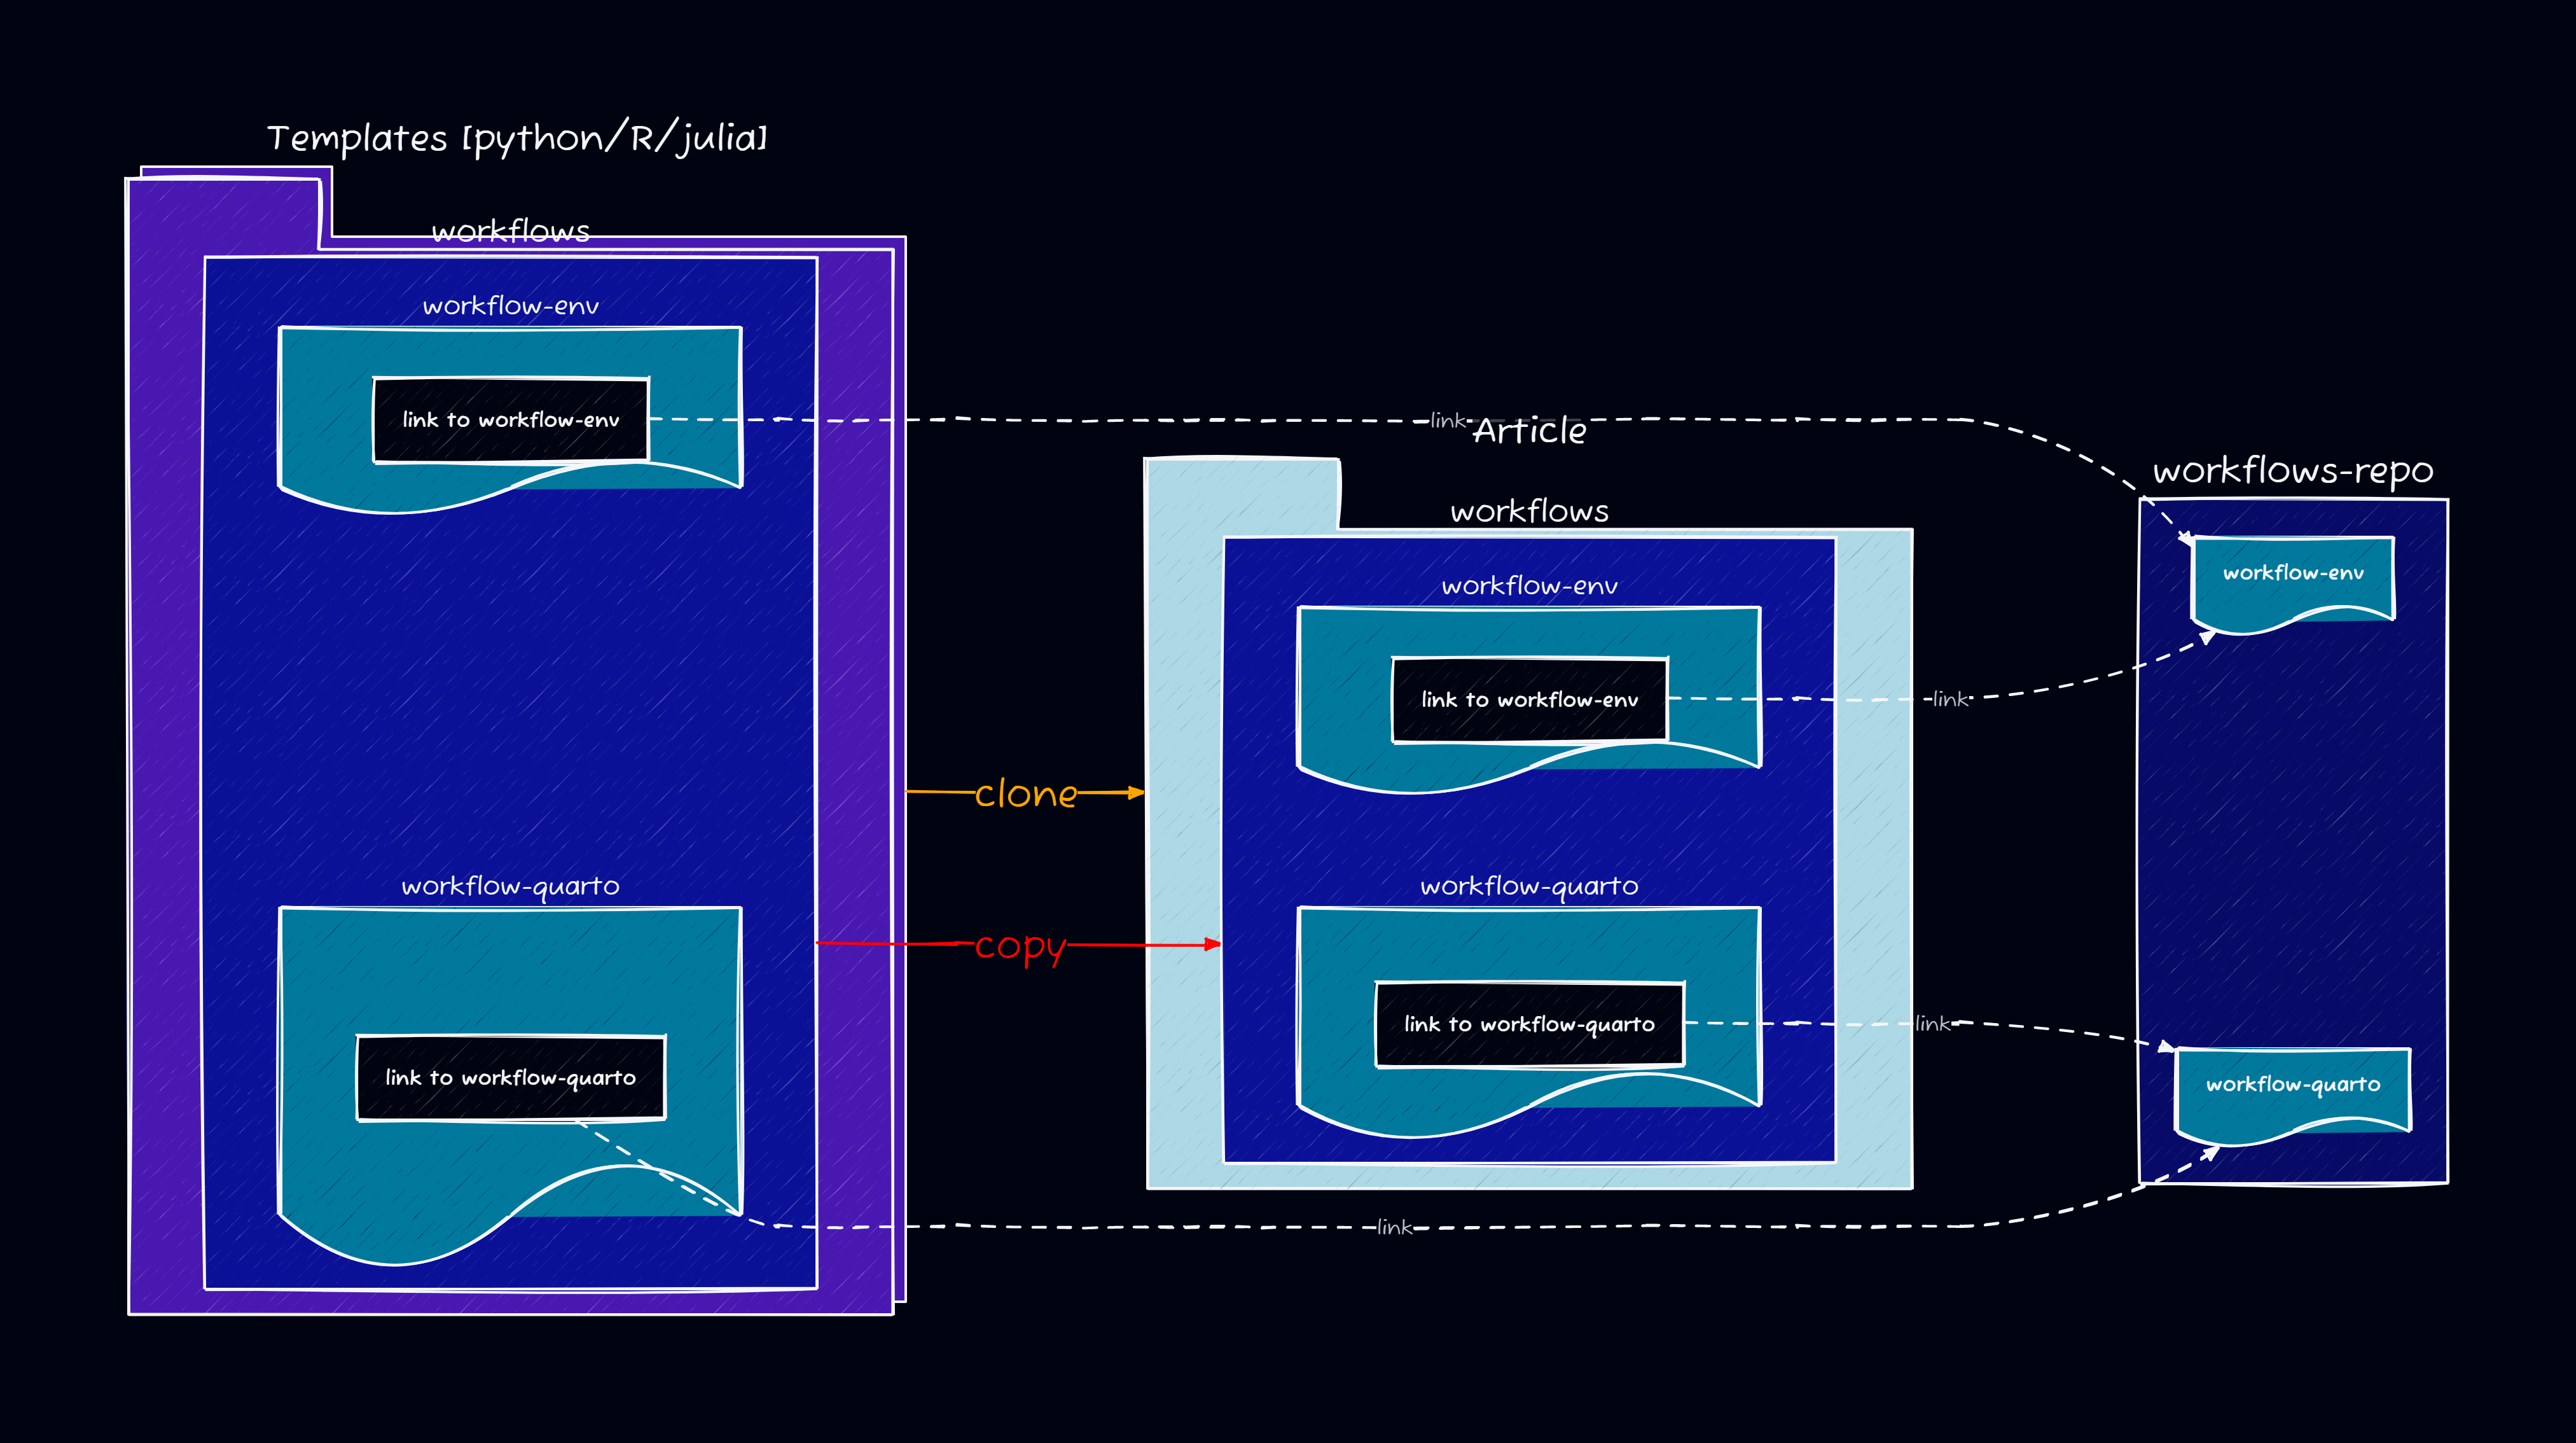 Templates [python/R/julia]
workflows
workflow-env
link to workflow-env
workflow-quarto
link to workflow-quarto
clone
copy
link
Article
workflows
workflow-env
link to workflow-env
link
workflow-quarto
link to workflow-quarto
link
link
workflows-repo
workflow-env
workflow-quarto